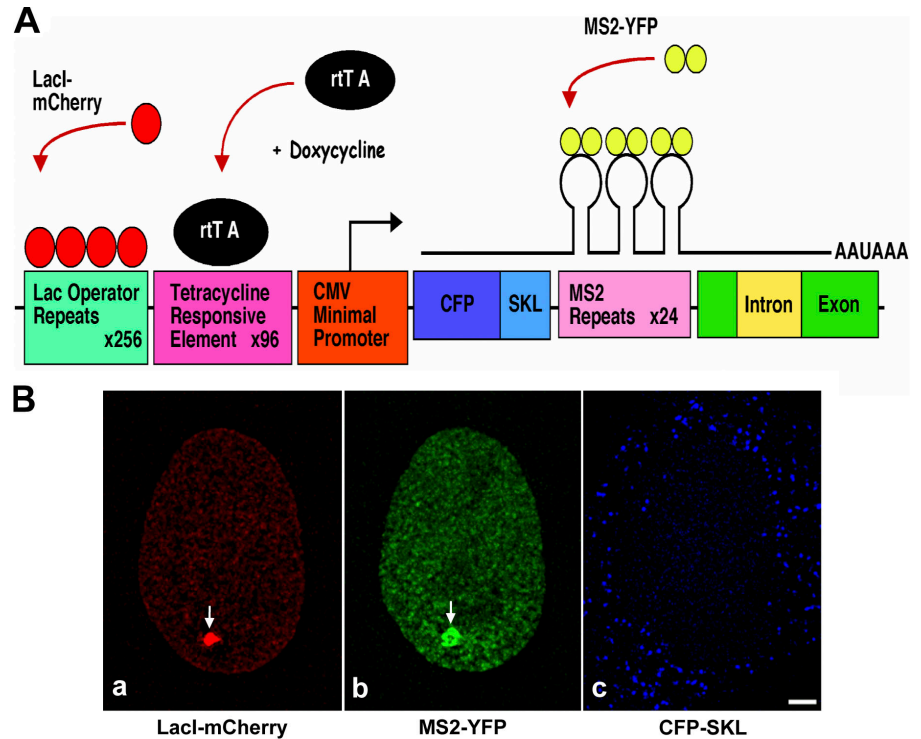 A
MS2-YFP
LacI-
mCherry
rtT A
+ Doxycycline
rtT A
AAUAAA
Lac Operator
Repeats
x256
Tetracycline
Responsive
Element x96
CMV
Minimal
Promoter
CFP
SKL
MS2
Repeats x24
Intron
Exon
B
a
b
c
LacI-mCherry
MS2-YFP
CFP-SKL